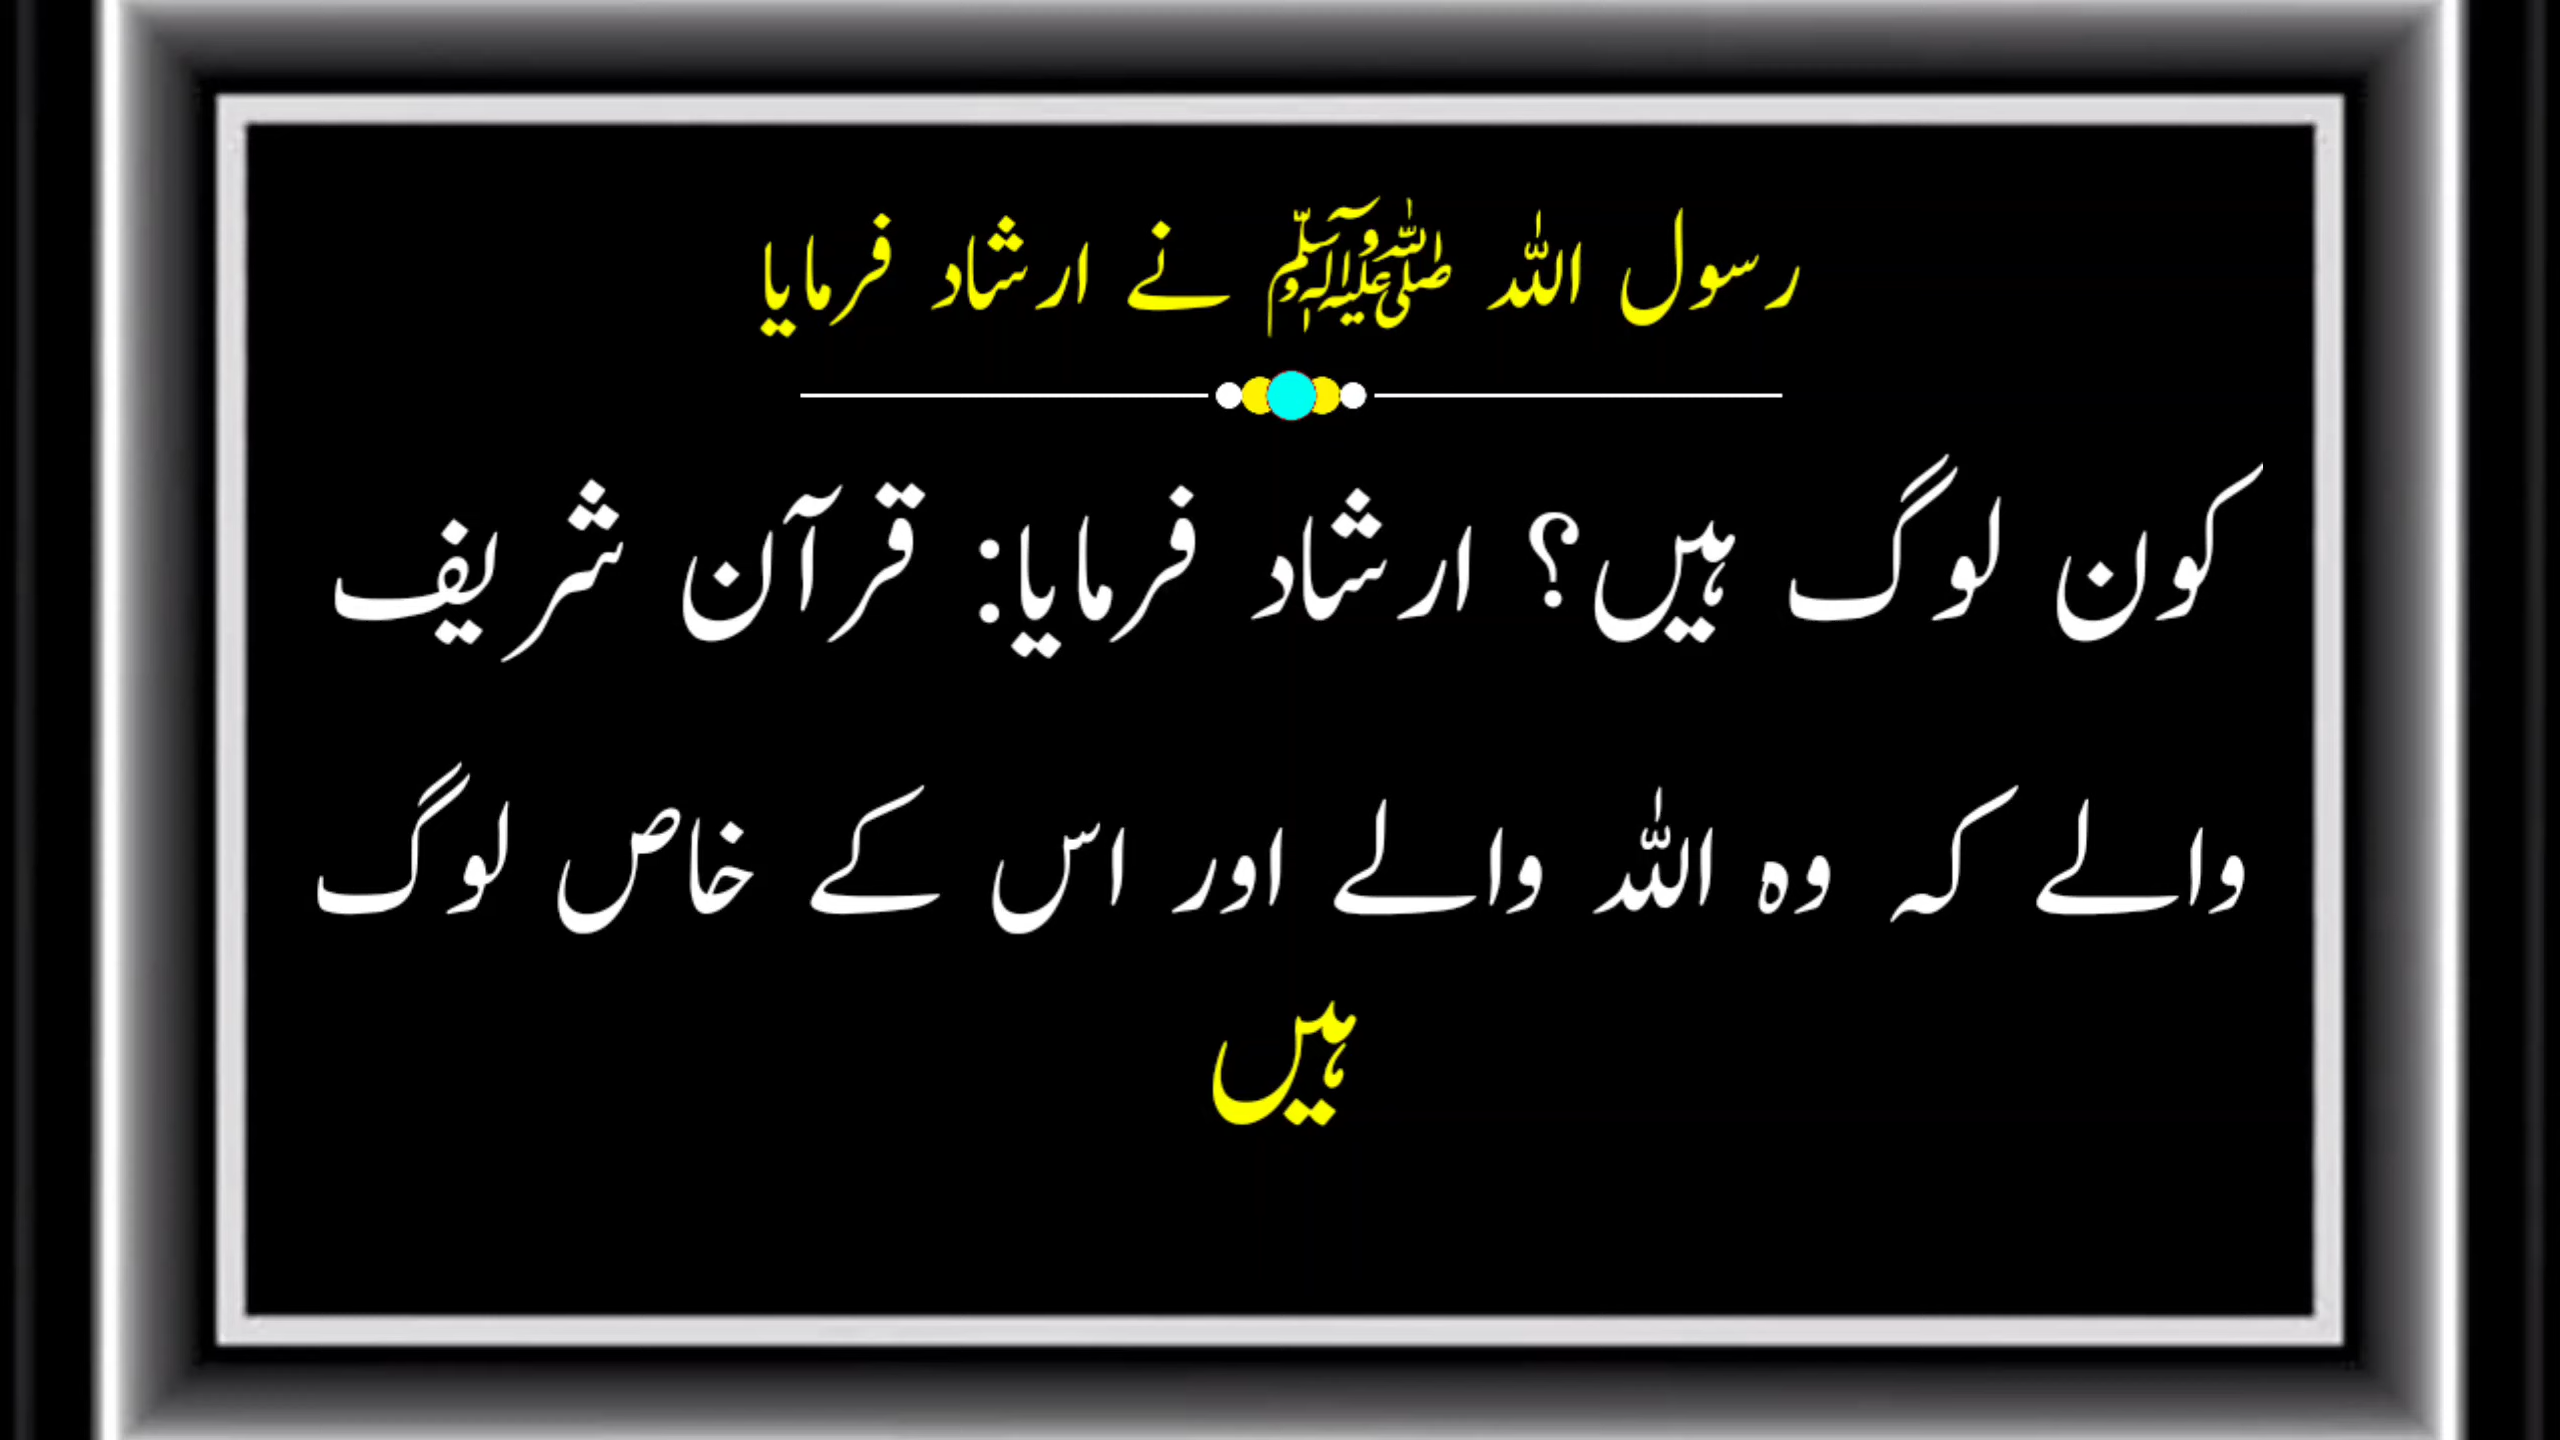 رسول اللہ ﷺ نے ارشاد فرمایا
کون لوگ ہیں؟ ارشاد فرمایا: قرآن شریف
والے کہ وہ اللہ والے اور اس کے خاص لوگ
ہیں